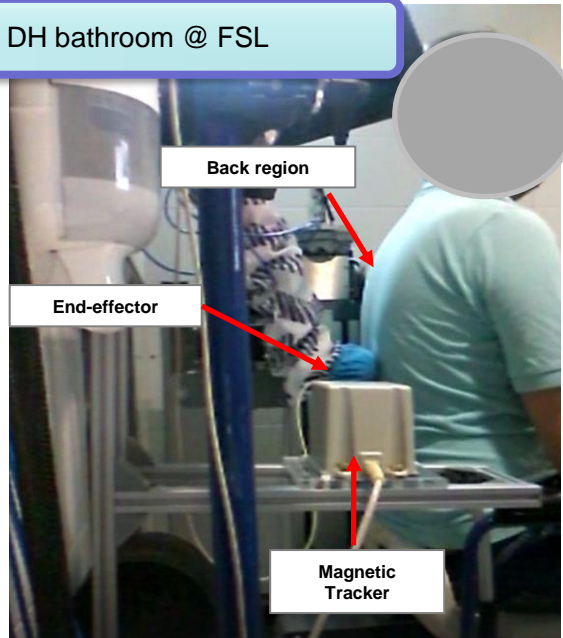 DH bathroom @ FSL
Back region
End-effector
Magnetic
Tracker